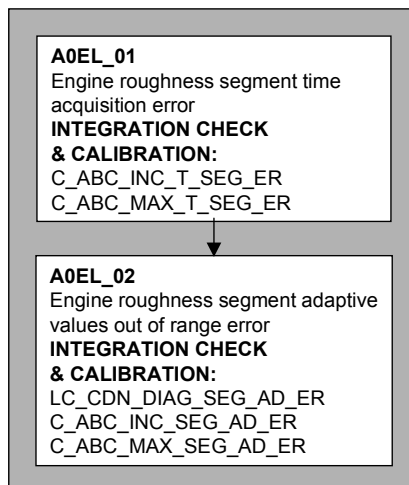 A0EL_01
Engine roughness segment time
acquisition error
INTEGRATION CHECK
& CALIBRATION:
C_ABC_INC_T_SEG_ER
C_ABC_MAX_T_SEG_ER
A0EL_02
Engine roughness segment adaptive
values out of range error
INTEGRATION CHECK
& CALIBRATION:
LC_CDN_DIAG_SEG_AD_ER
C_ABC_INC_SEG_AD_ER
C_ABC_MAX_SEG_AD_ER